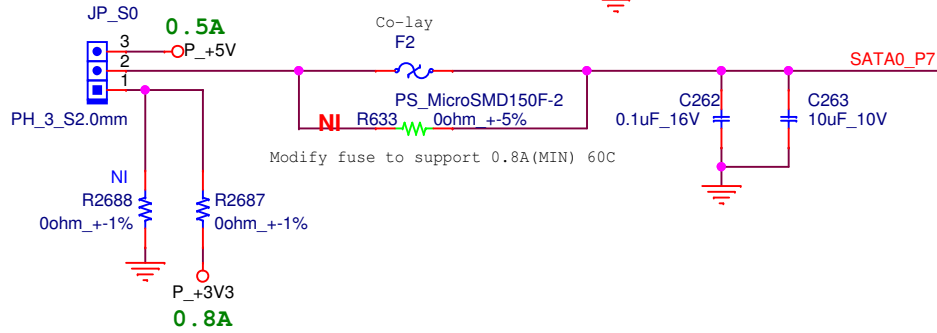 JP_S0
0.5A
3
P_+5V
2
1
PH_3_S2.0mm
Co-lay
F2
SATA0_P7
PS_MicroSMD150F-2
NI
R633
0ohm_+-5%
Modify fuse to support 0.8A(MIN) 60C
C262
0.1uF_16V
C263
10uF_10V
NI
R2688
0ohm_+-1%
R2687
0ohm_+-1%
P_+3V3
0.8A